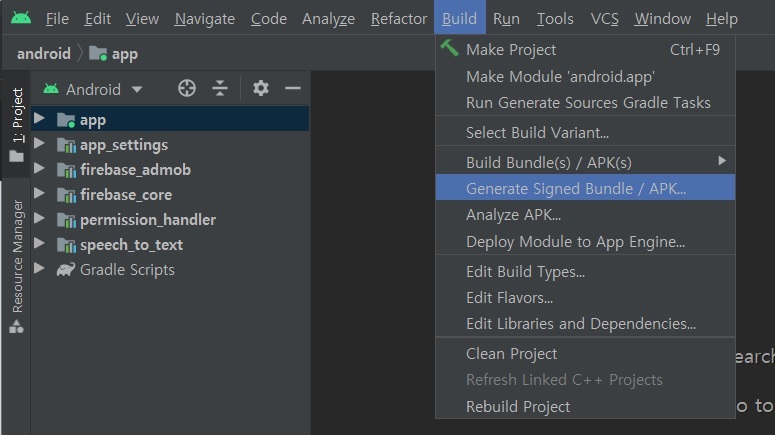 File Edit View Navigate Code Analyze Refactor Build Run Tools VCS Window Help
android app
Android
1: Project
Resource Manager
app
app_settings
firebase_admob
firebase_core
permission_handler
speech_to_text
Gradle Scripts
Make Project Ctrl+F9
Make Module 'android.app'
Run Generate Sources Gradle Tasks
Select Build Variant...
Build Bundle(s) / APK(s)
Generate Signed Bundle / APK...
Analyze APK...
Deploy Module to App Engine...
Edit Build Types...
Edit Flavors...
Edit Libraries and Dependencies...
Clean Project
Refresh Linked C++ Projects
Rebuild Project
earch
o to